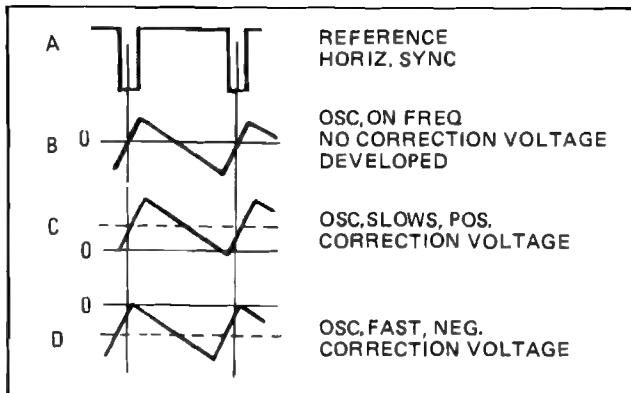 A
REFERENCE
HORIZ. SYNC
B
0
OSC, ON FREQ
NO CORRECTION VOLTAGE
DEVELOPED
C
0
OSC, SLOWS, POS.
CORRECTION VOLTAGE
0
D
OSC, FAST, NEG.
CORRECTION VOLTAGE